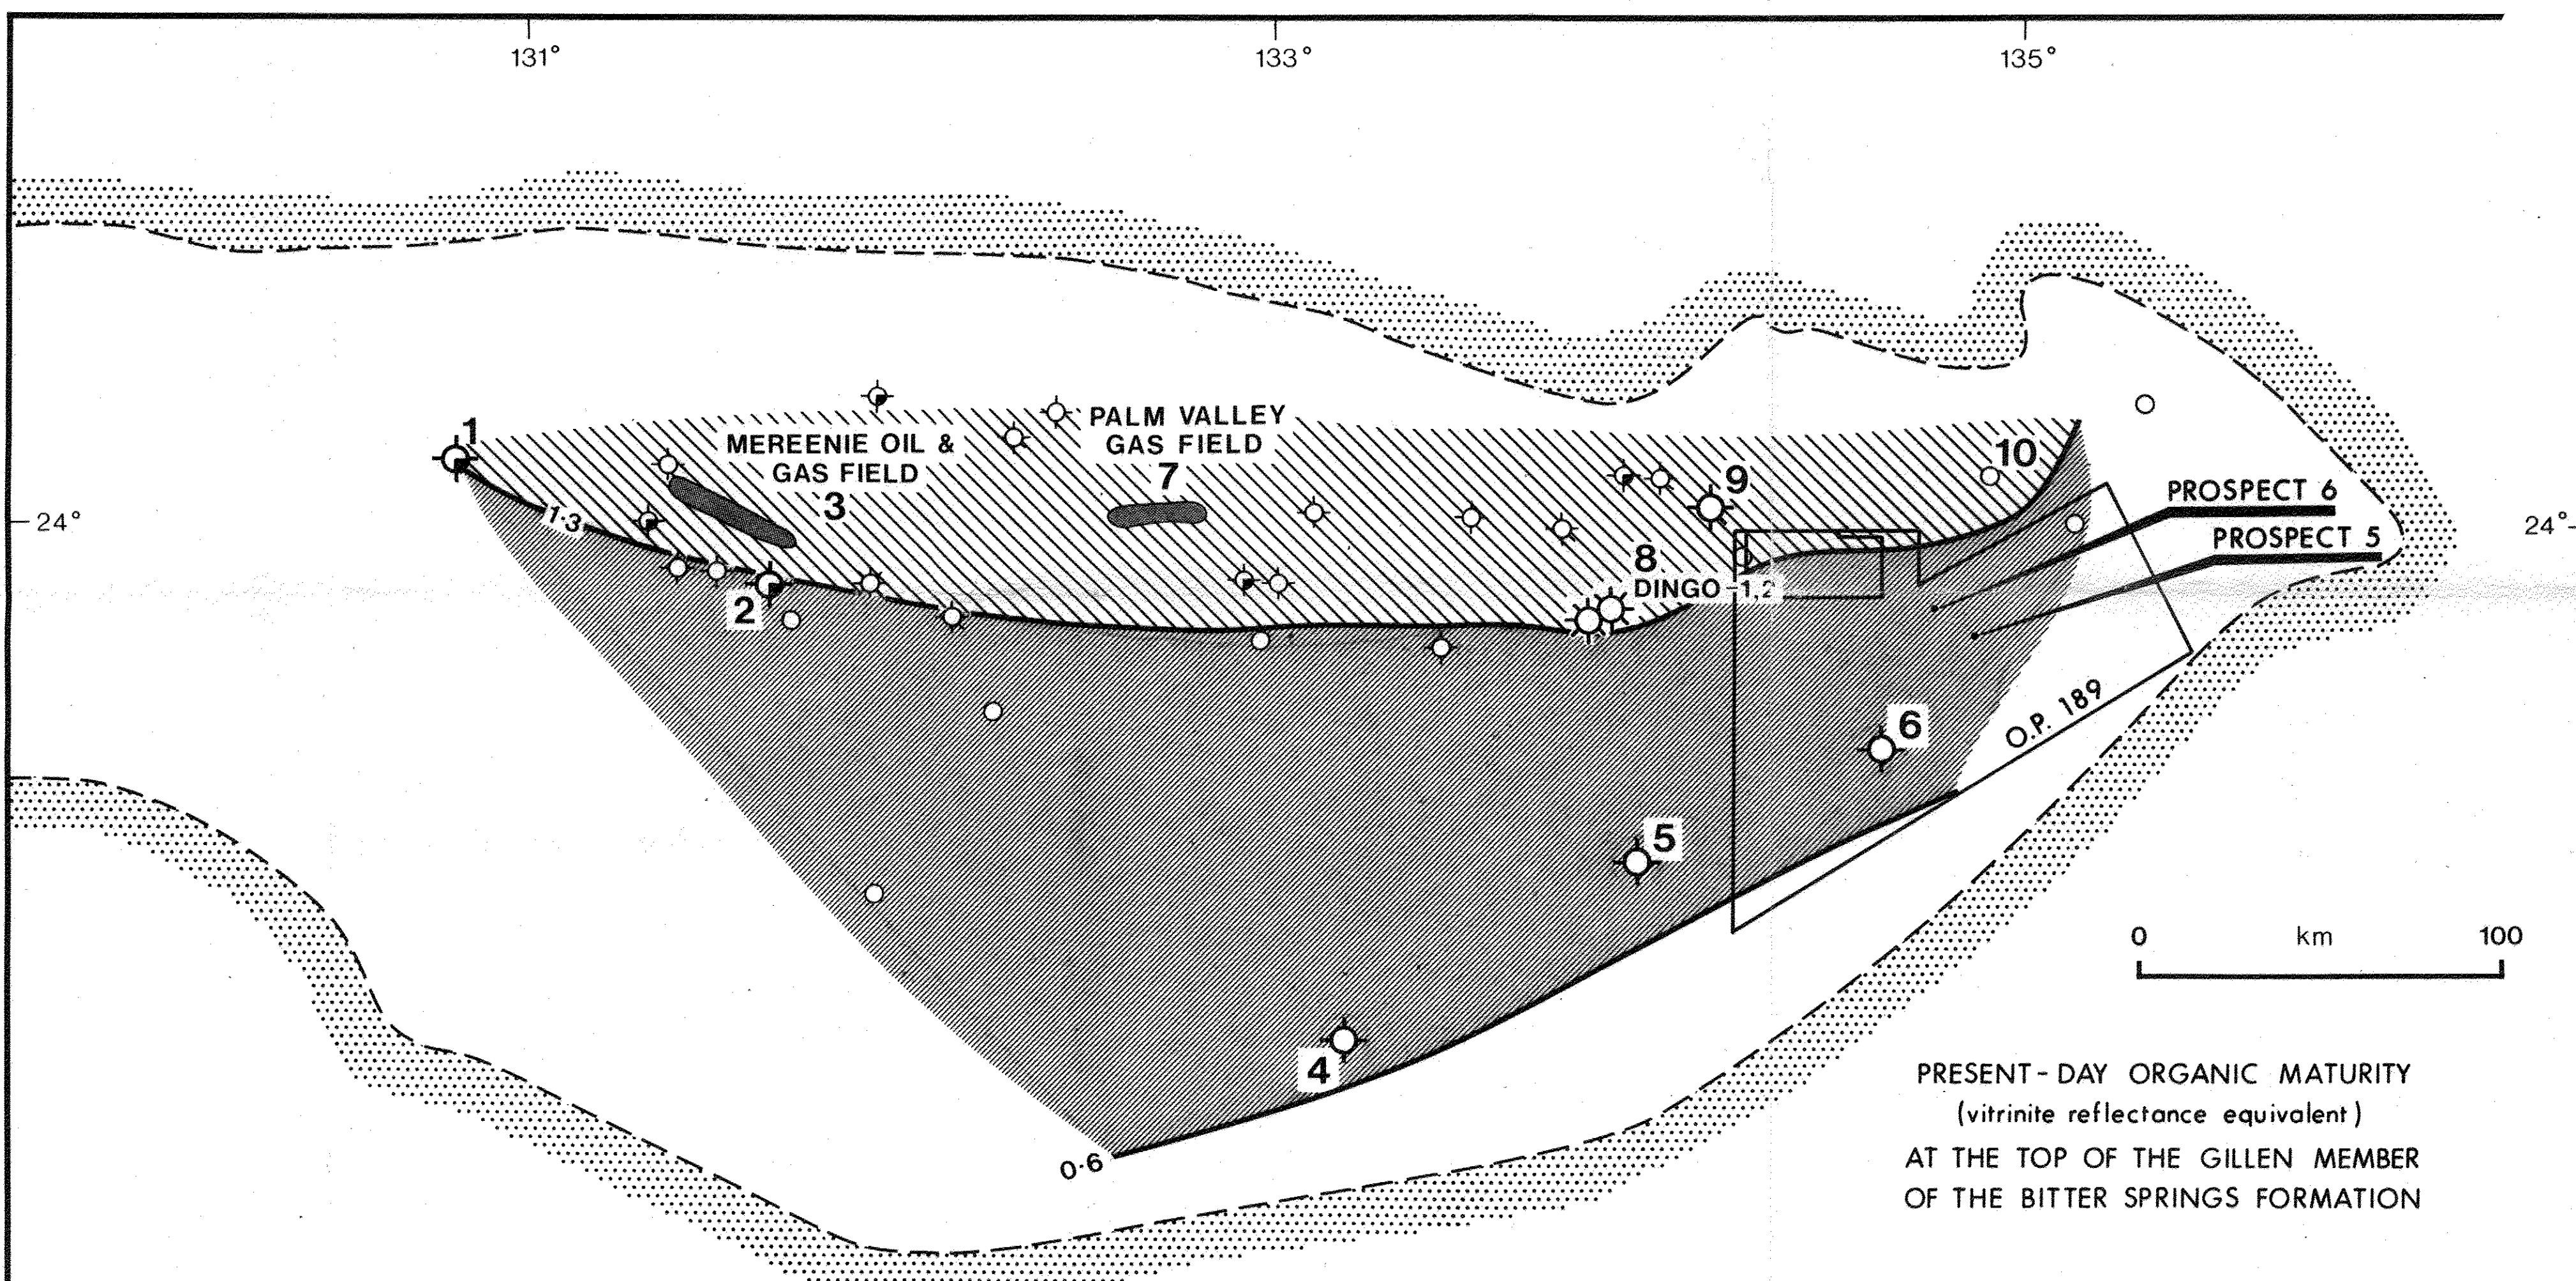 131°
133°
135°
1
MEREENIE OIL &
GAS FIELD
3
PALM VALLEY
GAS FIELD
7
9
10
PROSPECT 6
24°
1·3
24°
PROSPECT 5
8
DINGO-1,2
2
O.P. 189
6
5
0 km 100
4
PRESENT-DAY ORGANIC MATURITY
(vitrinite reflectance equivalent)
AT THE TOP OF THE GILLEN MEMBER
OF THE BITTER SPRINGS FORMATION
0·6